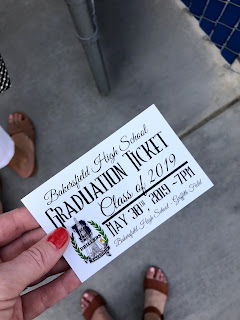 Bakersfield High School
GRADUATION TICKET
Class of 2019
MAY 30TH 2019 - 7PM
Bakersfield High School - Griffith Field